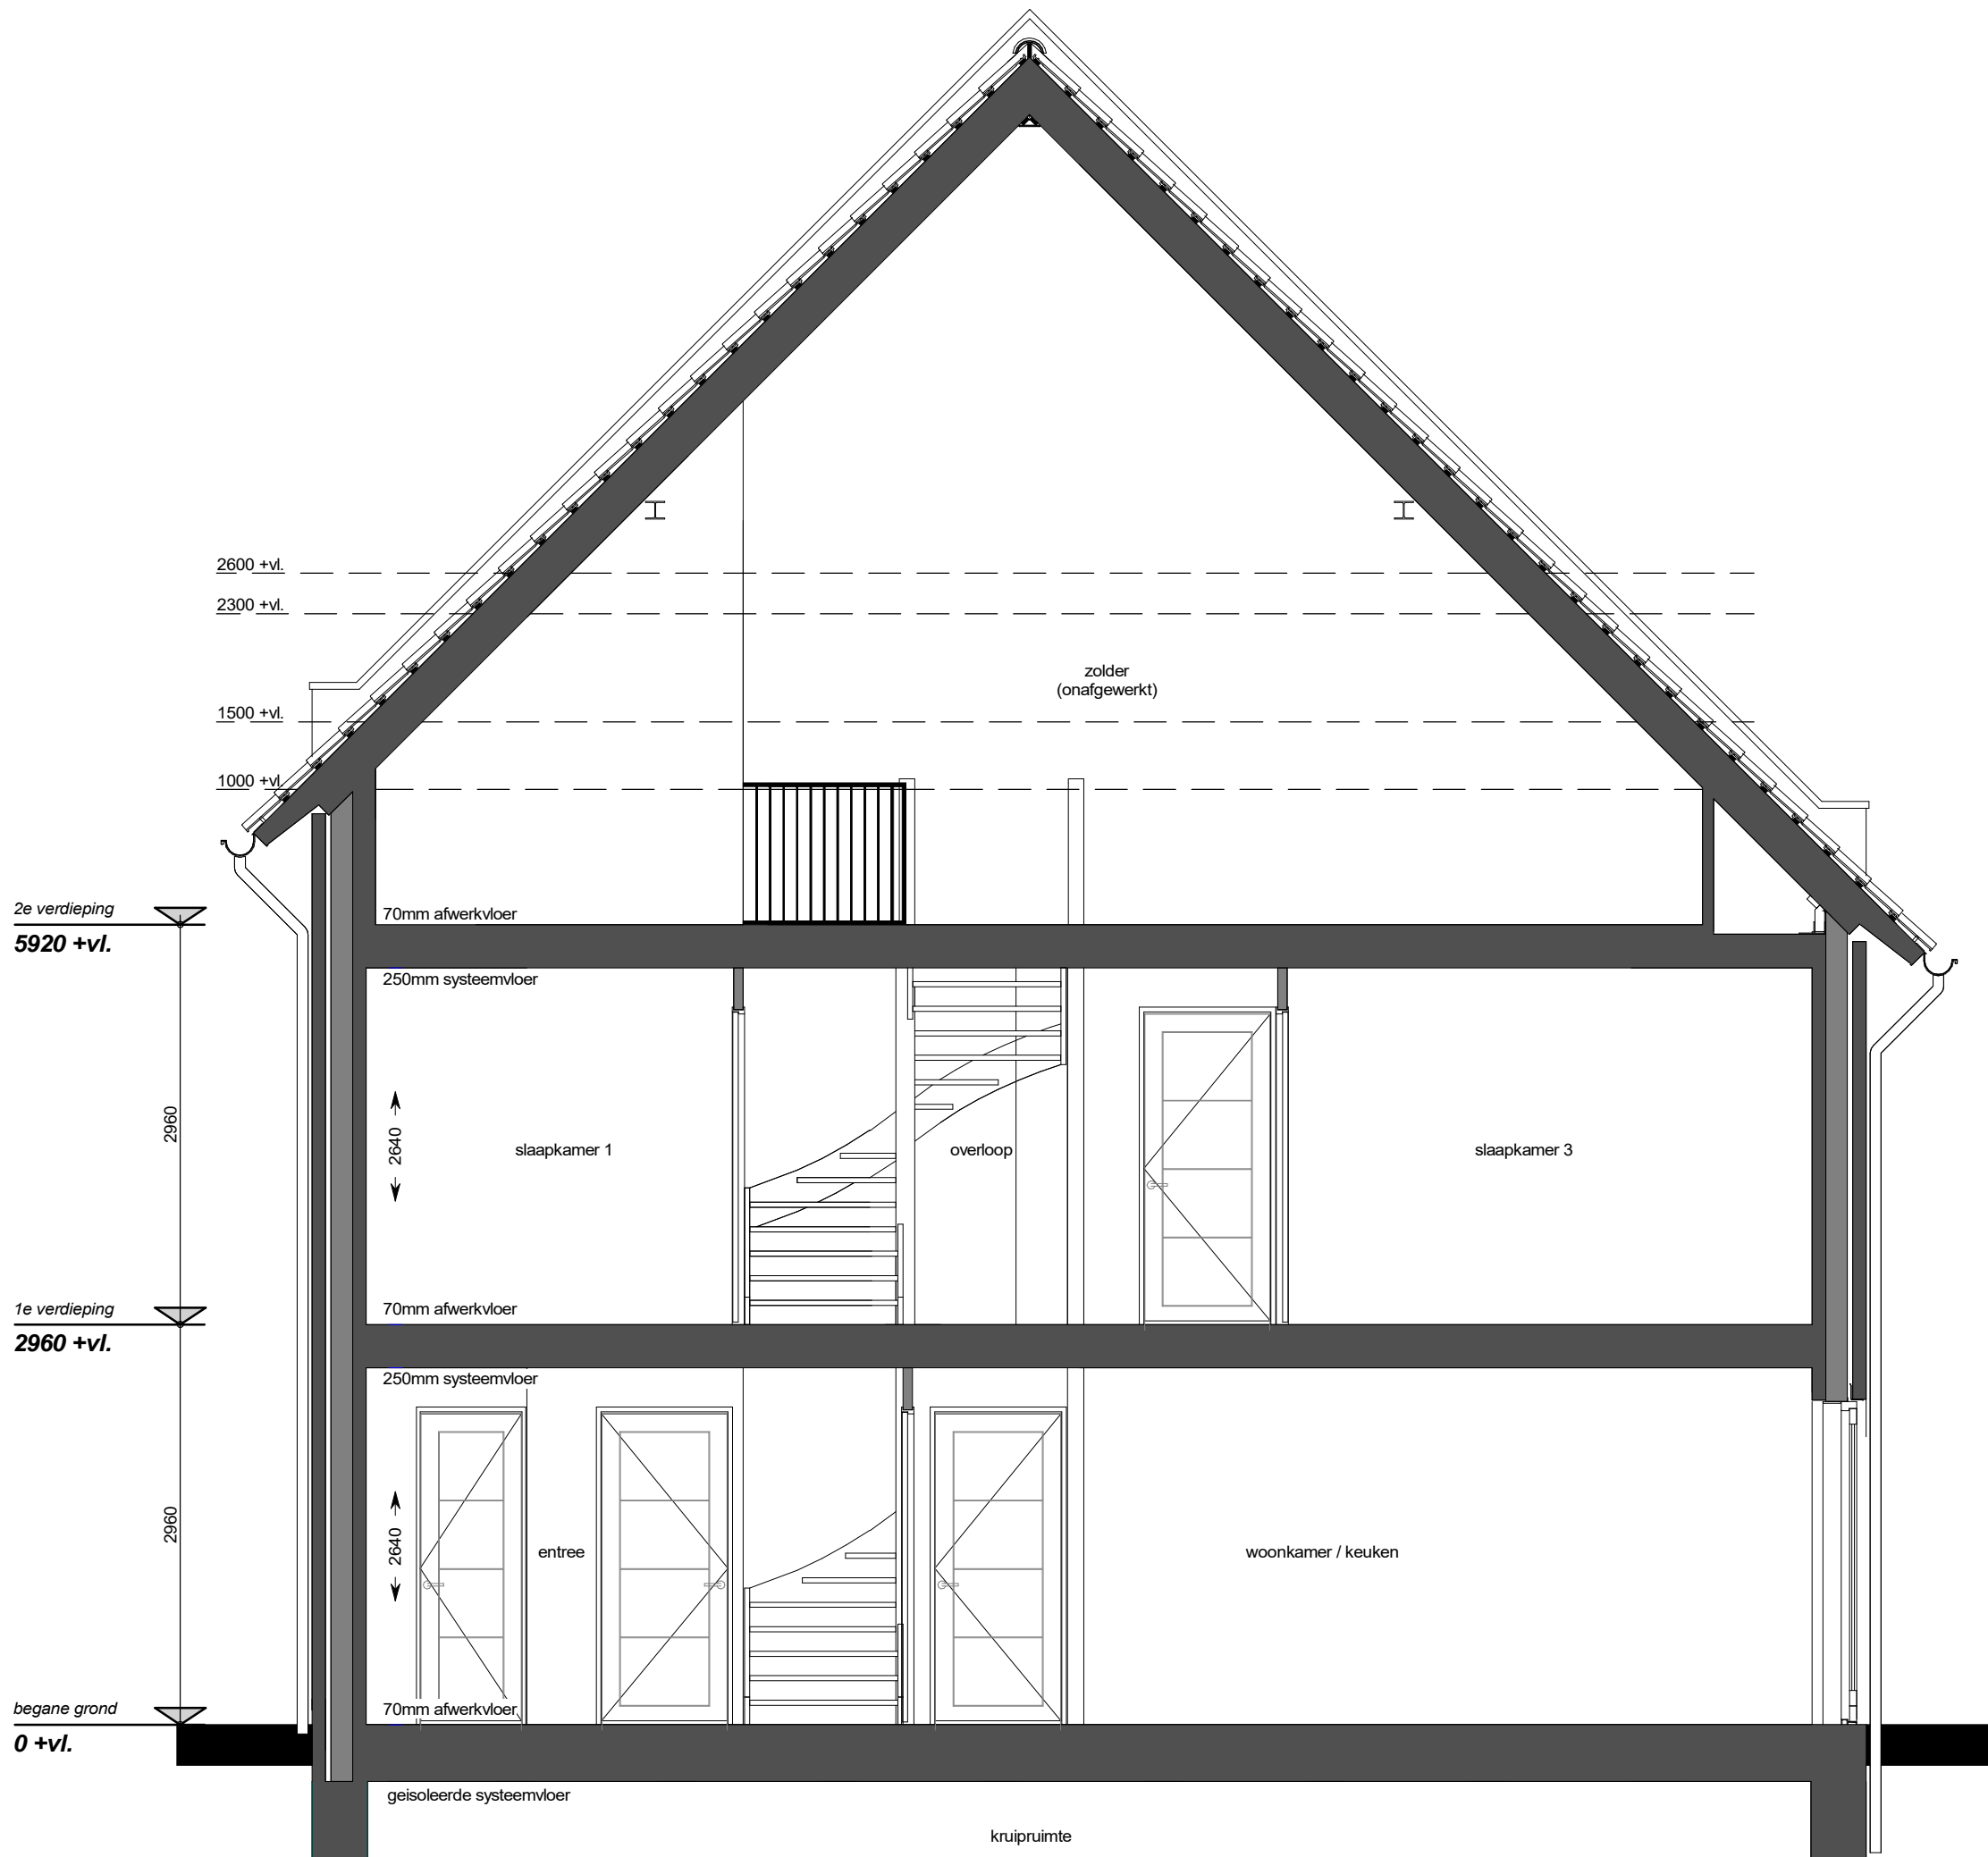 2600 +vl.
2300 +vl.
zolder
(onafgewerkt)
1500 +vl.
1000 +vl.
2e verdieping
5920 +vl.
70mm afwerkvloer
250mm systeemvloer
2960
2640
slaapkamer 1
overloop
slaapkamer 3
1e verdieping
2960 +vl.
70mm afwerkvloer
250mm systeemvloer
2960
2640
entree
woonkamer / keuken
begane grond
0 +vl.
70mm afwerkvloer
geisoleerde systeemvloer
kruipruimte